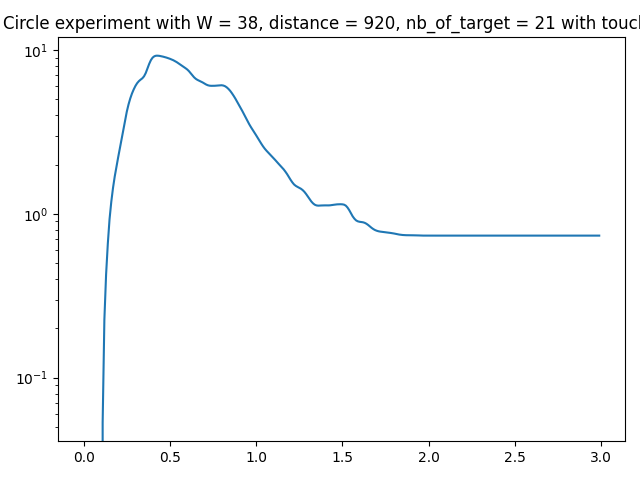 Circle experiment with W = 38, distance = 920, nb_of_target = 21 with touc
10¹
10⁰
10⁻¹
0.0 0.5 1.0 1.5 2.0 2.5 3.0